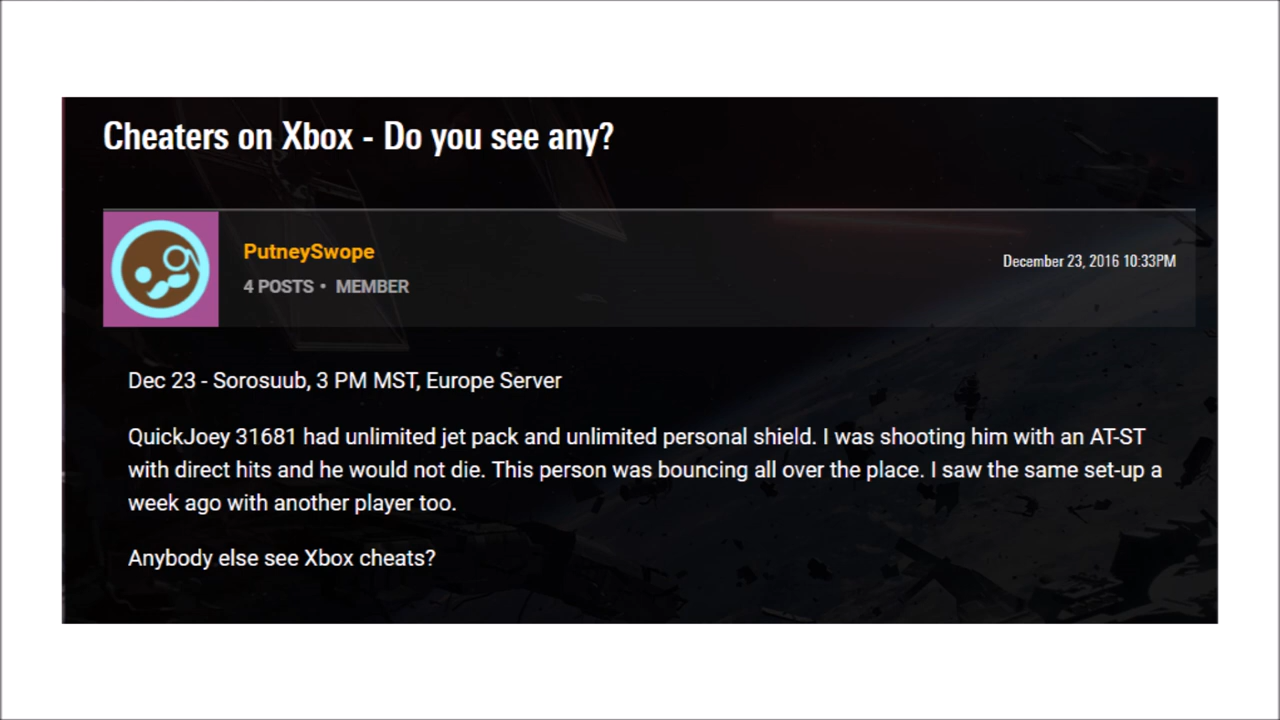 Cheaters on Xbox - Do you see any?
PutneySwope
December 23, 2016 10:33PM
4 POSTS • MEMBER
Dec 23 - Sorosuub, 3 PM MST, Europe Server
QuickJoey 31681 had unlimited jet pack and unlimited personal shield. I was shooting him with an AT-ST
with direct hits and he would not die. This person was bouncing all over the place. I saw the same set-up a
week ago with another player too.
Anybody else see Xbox cheats?